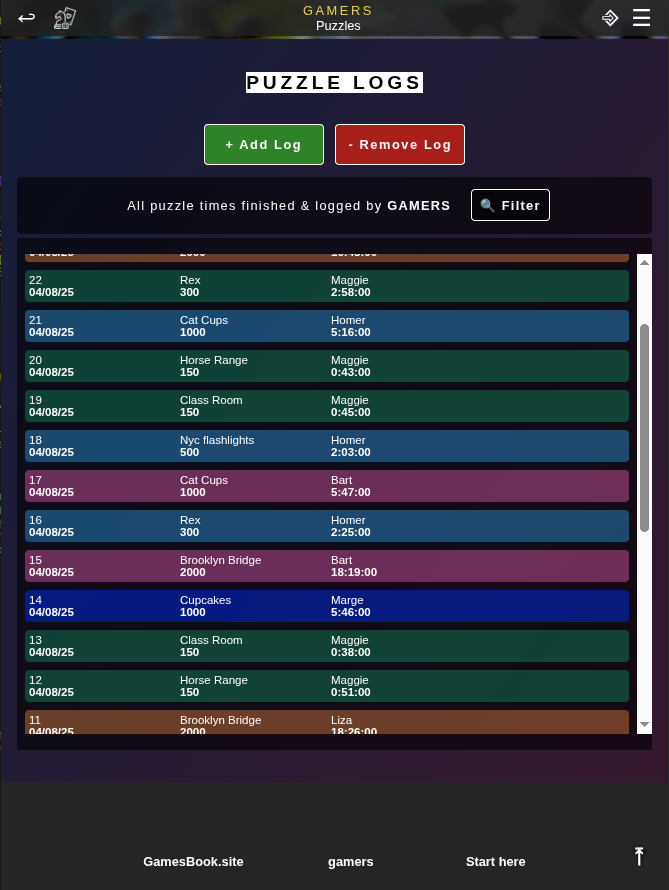 GAMERS
Puzzles
PUZZLE LOGS
+ Add Log
- Remove Log
All puzzle times finished & logged by GAMERS
🔍 Filter
22 Rex Maggie
04/08/25 300 2:58:00
21 Cat Cups Homer
04/08/25 1000 5:16:00
20 Horse Range Maggie
04/08/25 150 0:43:00
19 Class Room Maggie
04/08/25 150 0:45:00
18 Nyc flashlights Homer
04/08/25 500 2:03:00
17 Cat Cups Bart
04/08/25 1000 5:47:00
16 Rex Homer
04/08/25 300 2:25:00
15 Brooklyn Bridge Bart
04/08/25 2000 18:19:00
14 Cupcakes Marge
04/08/25 1000 5:46:00
13 Class Room Maggie
04/08/25 150 0:38:00
12 Horse Range Maggie
04/08/25 150 0:51:00
11 Brooklyn Bridge Liza
04/08/25 2000 18:26:00
GamesBook.site
gamers
Start here